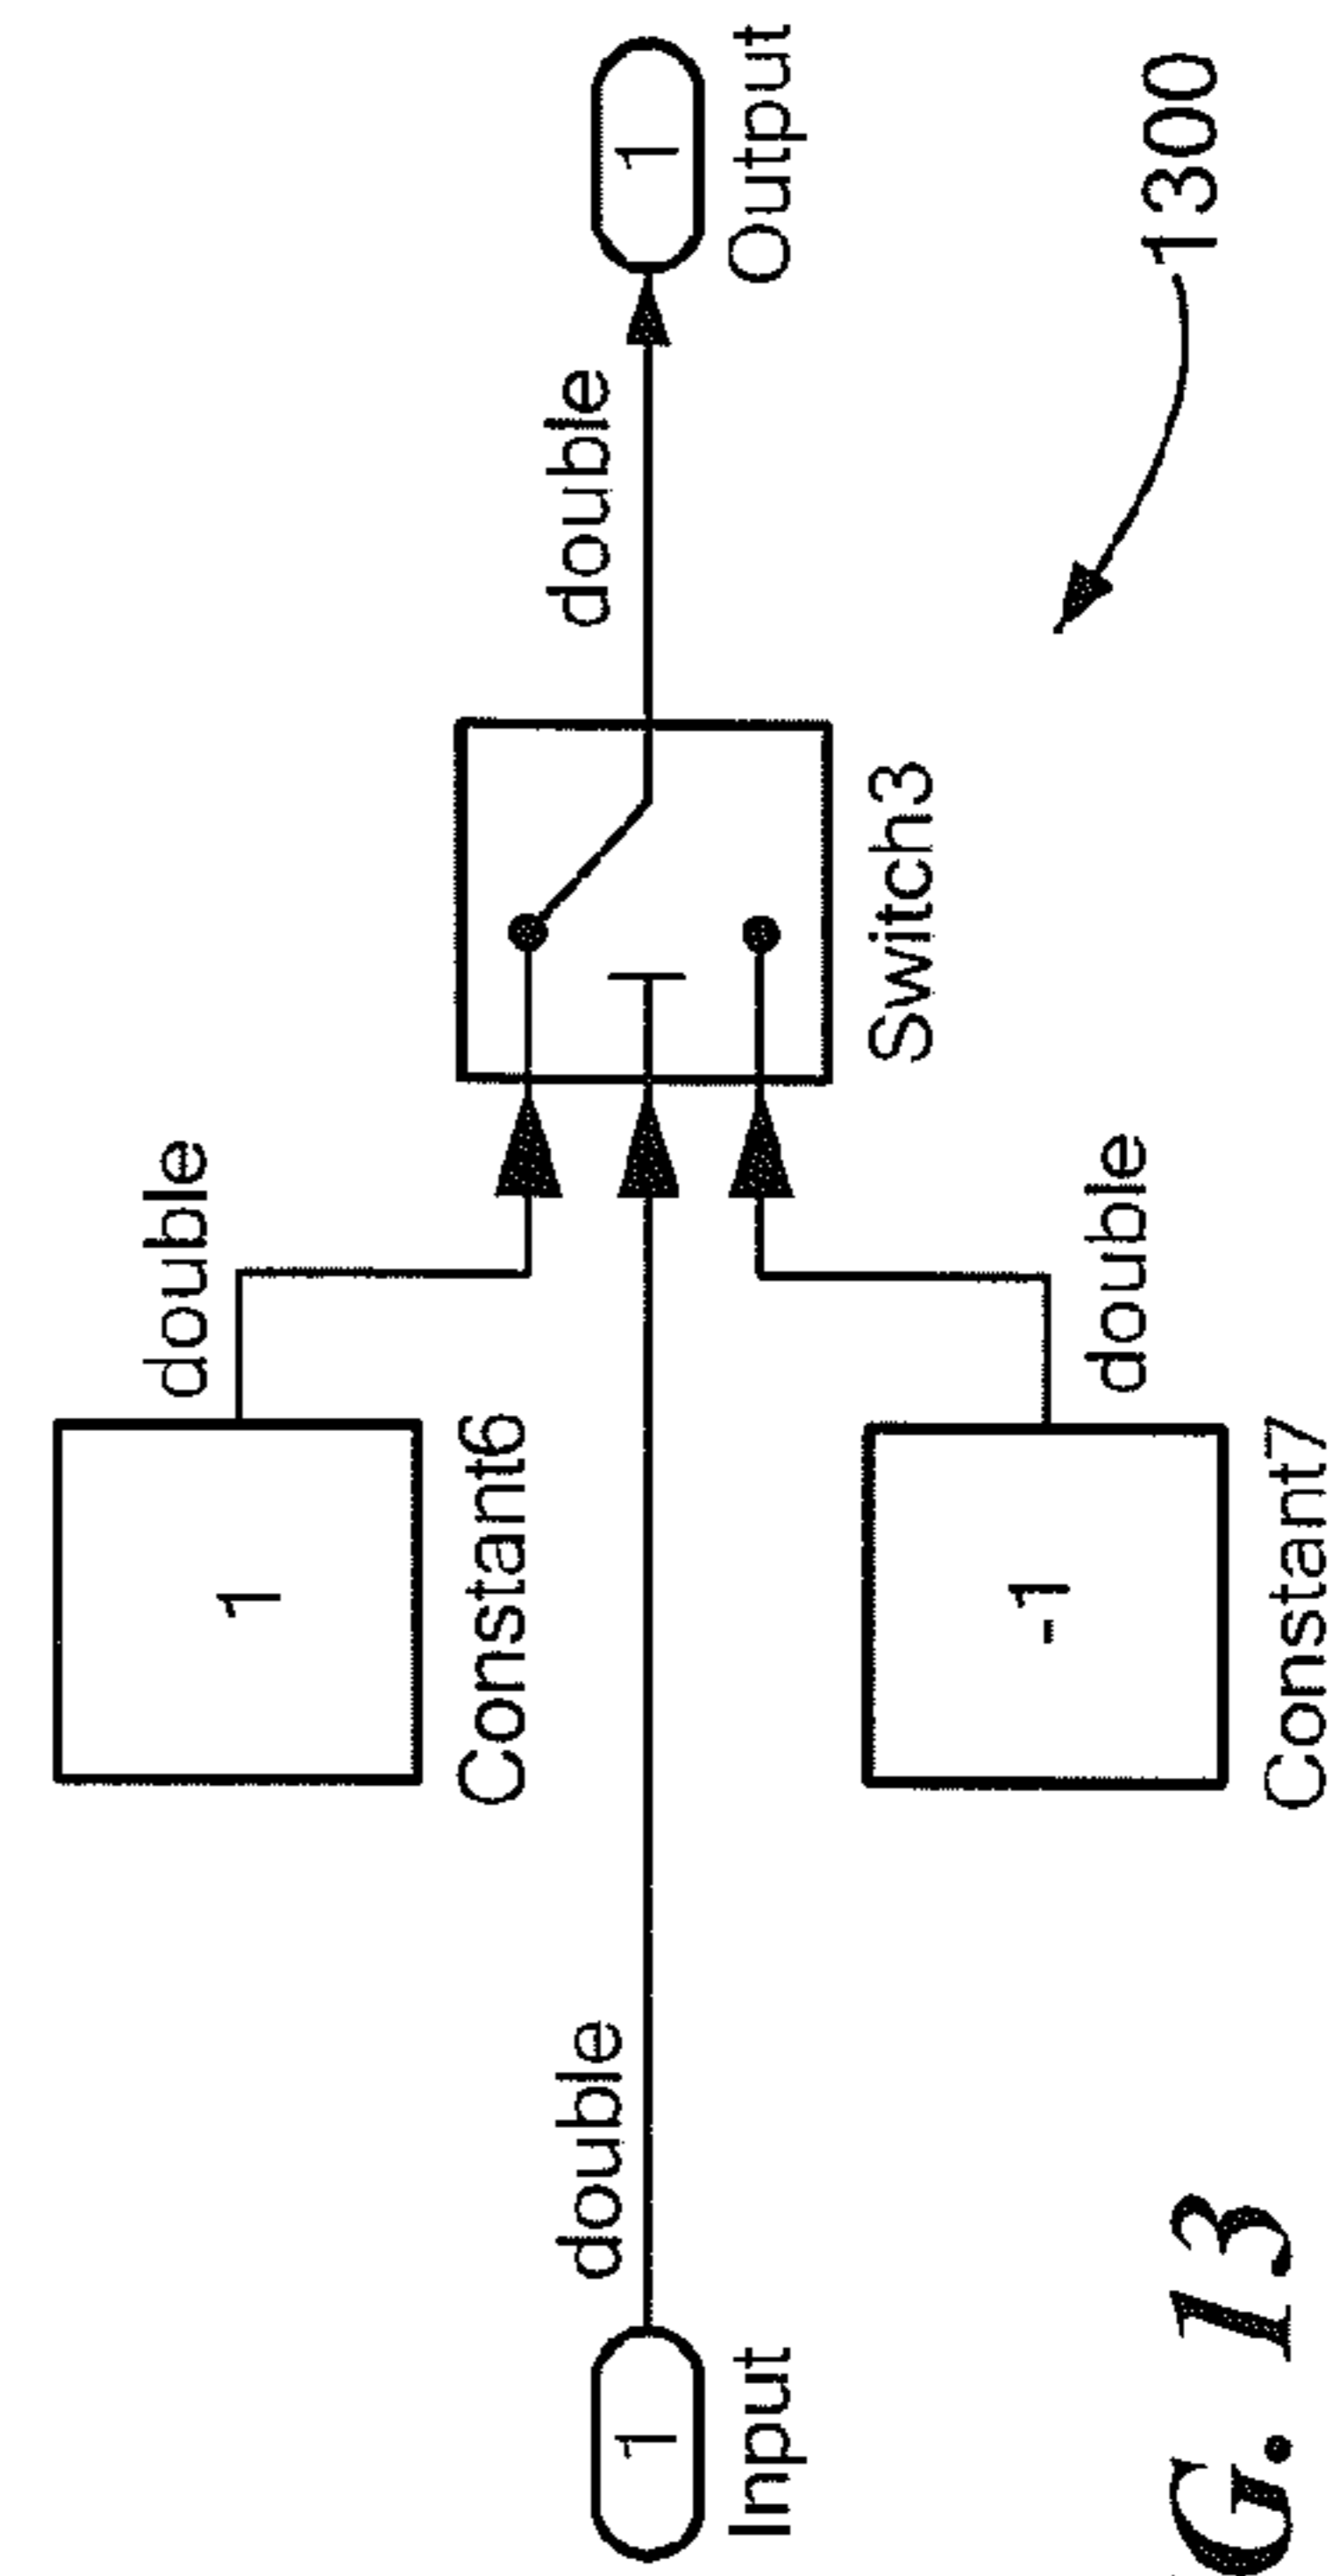 1
Constant6
double
1
Input
double
Switch3
double
1
Output
-1
Constant7
double
1300
G. 13